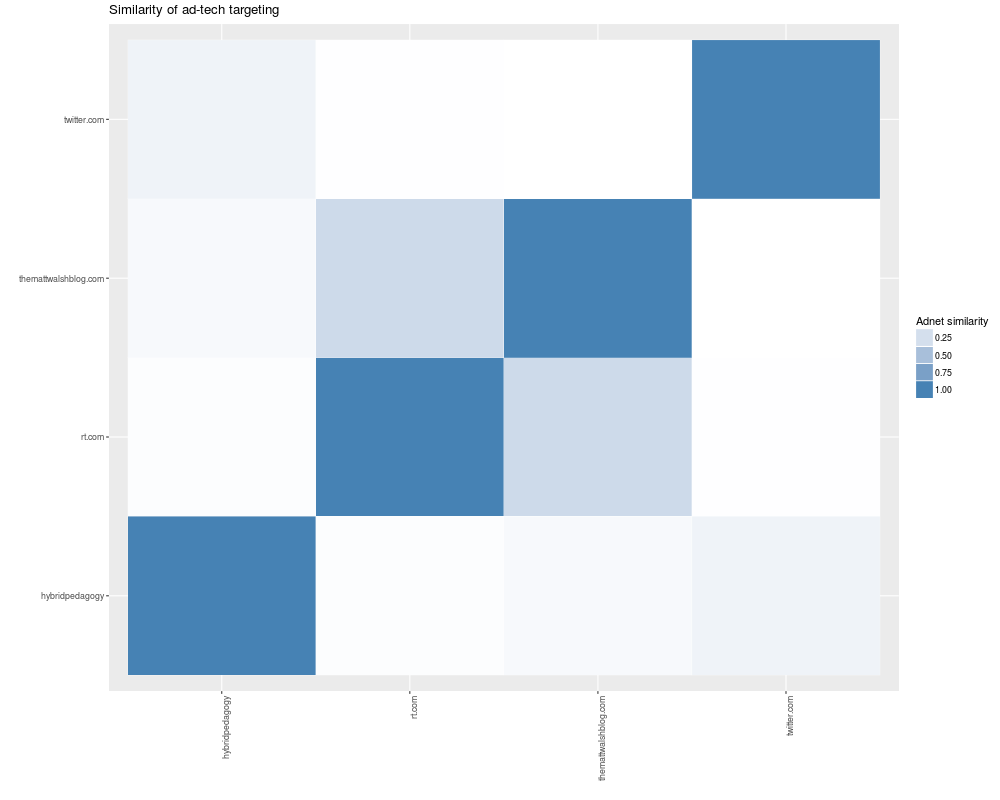 Similarity of ad-tech targeting
twitter.com
themattwalshblog.com
rt.com
hybridpedagogy
hybridpedagogy
rt.com
themattwalshblog.com
twitter.com
Adnet similarity
0.25
0.50
0.75
1.00